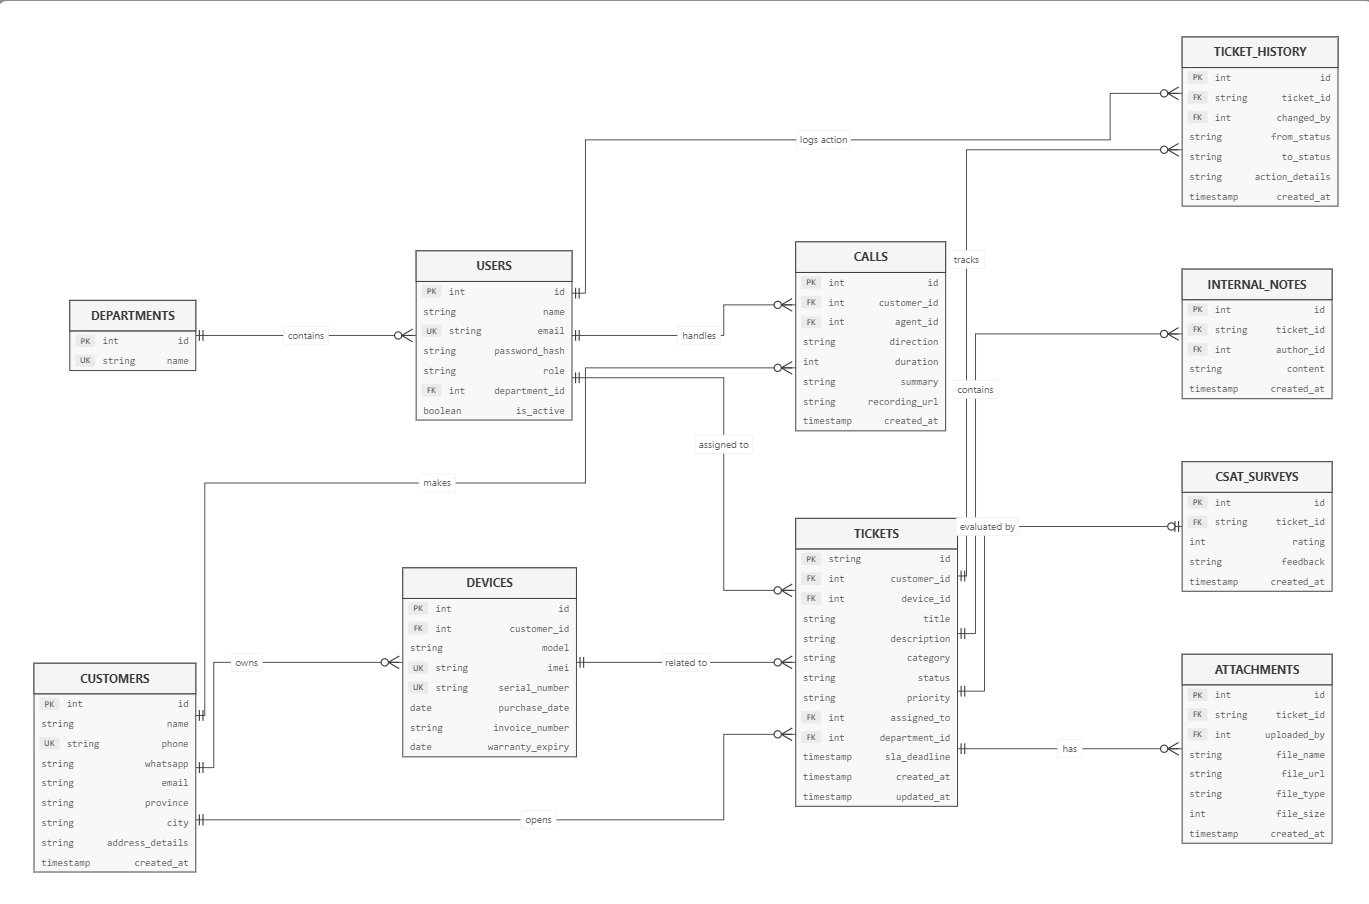 TICKET_HISTORY
PK int id
FK string ticket_id
FK int changed_by
string from_status
string to_status
string action_details
timestamp created_at
logs action
USERS
PK int id
string name
UK string email
string password_hash
string role
FK int department_id
boolean is_active
CALLS
PK int id
FK int customer_id
FK int agent_id
string direction
int duration
string summary
string recording_url
timestamp created_at
tracks
INTERNAL_NOTES
PK int id
FK string ticket_id
FK int author_id
string content
timestamp created_at
DEPARTMENTS
PK int id
UK string name
contains
handles
contains
assigned to
makes
CSAT_SURVEYS
PK int id
FK string ticket_id
int rating
string feedback
timestamp created_at
evaluated by
TICKETS
PK string id
FK int customer_id
FK int device_id
string title
string description
string category
string status
string priority
FK int assigned_to
FK int department_id
timestamp sla_deadline
timestamp created_at
timestamp updated_at
DEVICES
PK int id
FK int customer_id
string model
UK string imei
UK string serial_number
date purchase_date
string invoice_number
date warranty_expiry
owns
related to
CUSTOMERS
PK int id
string name
UK string phone
string whatsapp
string email
string province
string city
string address_details
timestamp created_at
opens
has
ATTACHMENTS
PK int id
FK string ticket_id
FK int uploaded_by
string file_name
string file_url
string file_type
int file_size
timestamp created_at